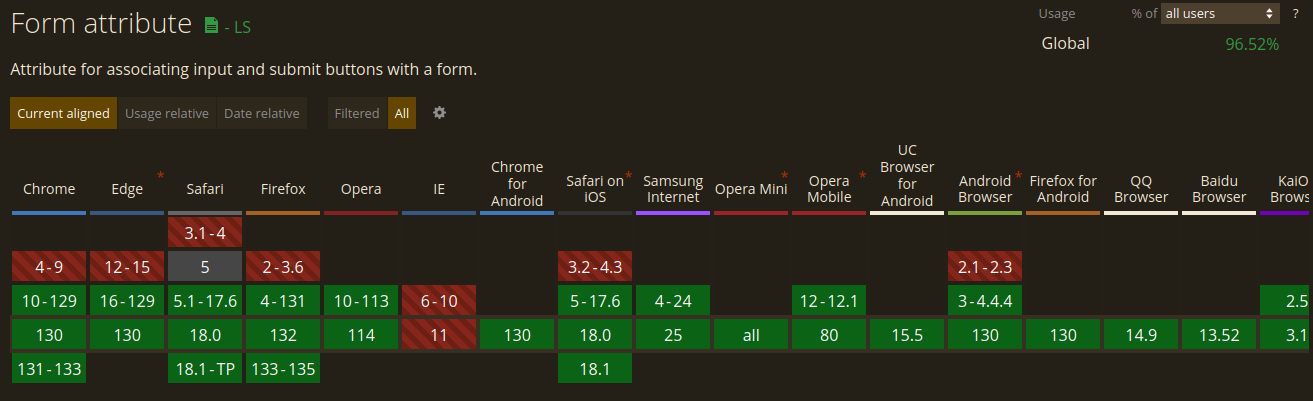 Form attribute - LS
Usage % of all users ?
Global 96.52%
Attribute for associating input and submit buttons with a form.
Current aligned Usage relative Date relative Filtered All
Chrome Edge * Safari Firefox Opera IE Chrome for Android Safari on iOS * Samsung Internet Opera Mini * Opera Mobile * UC Browser for Android Android Browser * Firefox for Android QQ Browser Baidu Browser KaiO Brows
3.1-4
4-9 12-15 5 2-3.6 3.2-4.3 2.1-2.3
10-129 16-129 5.1-17.6 4-131 10-113 6-10 5-17.6 4-24 12-12.1 3-4.4.4 2.5
130 130 18.0 132 114 11 130 18.0 25 all 80 15.5 130 130 14.9 13.52 3.1
131-133 18.1-TP 133-135 18.1